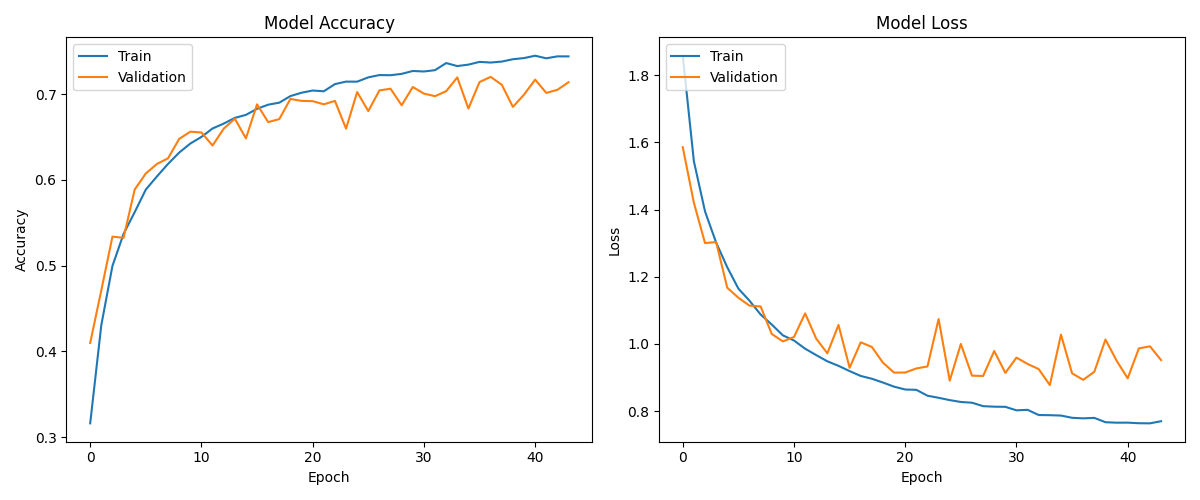 Model Accuracy
Train
Validation
0.7
0.6
0.5
0.4
0.3
Accuracy
0 10 20 30 40
Epoch
Model Loss
Train
Validation
1.8
1.6
1.4
1.2
1.0
0.8
Loss
0 10 20 30 40
Epoch